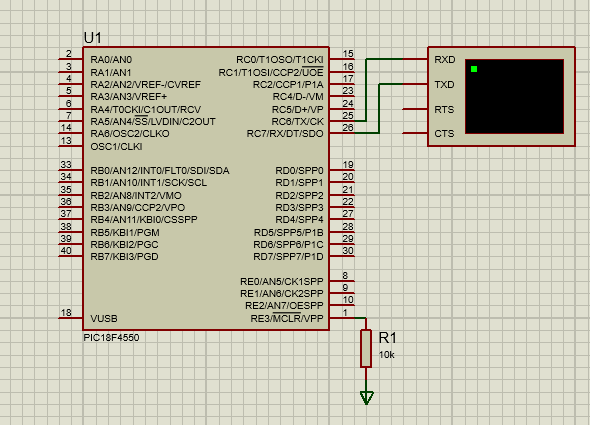 U1
2 RA0/AN0 RC0/T1OSO/T1CKI 15 RXD
3 RA1/AN1 RC1/T1OSI/CCP2/UOE 16
4 RA2/AN2/VREF-/CVREF RC2/CCP1/P1A 17 TXD
5 RA3/AN3/VREF+ RC4/D-/VM 23
6 RA4/T0CKI/C1OUT/RCV RC5/D+/VP 24 RTS
7 RA5/AN4/SS/LVDIN/C2OUT RC6/TX/CK 25
14 RA6/OSC2/CLKO RC7/RX/DT/SDO 26 CTS
13 OSC1/CLKI
33 RB0/AN12/INT0/FLT0/SDI/SDA RD0/SPP0 19
34 RB1/AN10/INT1/SCK/SCL RD1/SPP1 20
35 RB2/AN8/INT2/VMO RD2/SPP2 21
36 RB3/AN9/CCP2/VPO RD3/SPP3 22
37 RB4/AN11/KBI0/CSSPP RD4/SPP4 27
38 RB5/KBI1/PGM RD5/SPP5/P1B 28
39 RB6/KBI2/PGC RD6/SPP6/P1C 29
40 RB7/KBI3/PGD RD7/SPP7/P1D 30
RE0/AN5/CK1SPP 8
RE1/AN6/CK2SPP 9
RE2/AN7/OESPP 10
18 VUSB RE3/MCLR/VPP 1
PIC18F4550
R1
10k